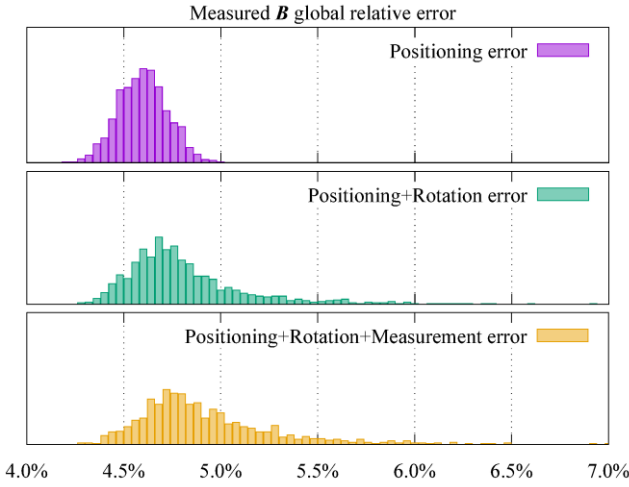 Measured B global relative error
Positioning error
Positioning+Rotation error
Positioning+Rotation+Measurement error
4.0% 4.5% 5.0% 5.5% 6.0% 6.5% 7.0%